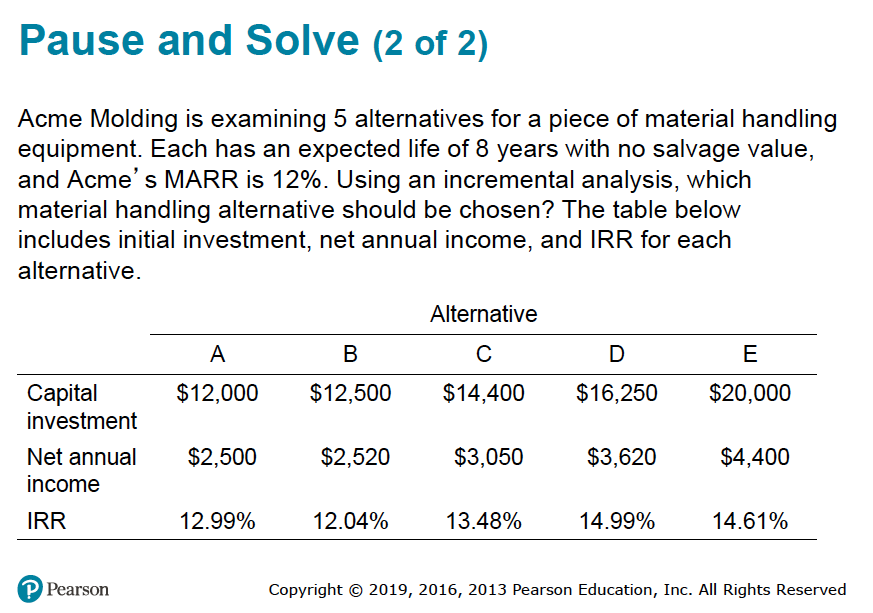 Pause and Solve (2 of 2)
Acme Molding is examining 5 alternatives for a piece of material handling
equipment. Each has an expected life of 8 years with no salvage value,
and Acme’s MARR is 12%. Using an incremental analysis, which
material handling alternative should be chosen? The table below
includes initial investment, net annual income, and IRR for each
alternative.
Alternative
A B C D E
Capital investment $12,000 $12,500 $14,400 $16,250 $20,000
Net annual income $2,500 $2,520 $3,050 $3,620 $4,400
IRR 12.99% 12.04% 13.48% 14.99% 14.61%
P Pearson Copyright © 2019, 2016, 2013 Pearson Education, Inc. All Rights Reserved